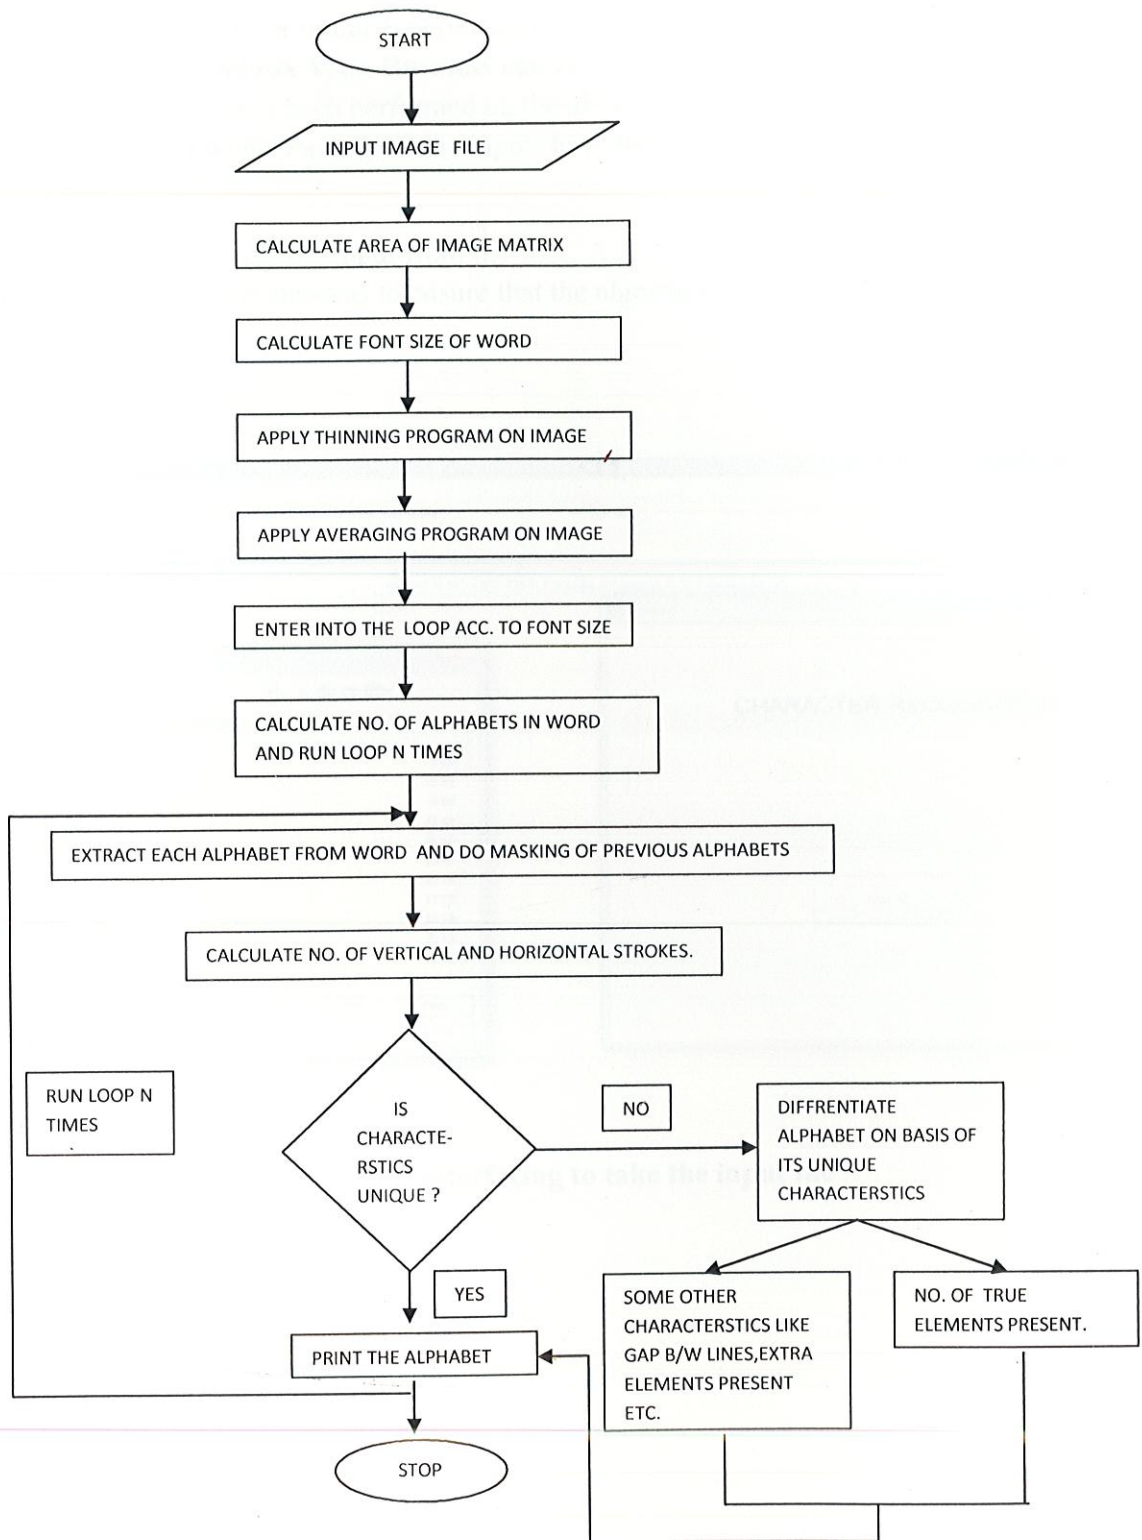 START
INPUT IMAGE FILE
CALCULATE AREA OF IMAGE MATRIX
CALCULATE FONT SIZE OF WORD
APPLY THINNING PROGRAM ON IMAGE
APPLY AVERAGING PROGRAM ON IMAGE
ENTER INTO THE LOOP ACC. TO FONT SIZE
CALCULATE NO. OF ALPHABETS IN WORD
AND RUN LOOP N TIMES
EXTRACT EACH ALPHABET FROM WORD AND DO MASKING OF PREVIOUS ALPHABETS
CALCULATE NO. OF VERTICAL AND HORIZONTAL STROKES.
RUN LOOP N
TIMES
IS
CHARACTE-
RSTICS
UNIQUE ?
NO
DIFFRENTIATE
ALPHABET ON BASIS OF
ITS UNIQUE
CHARACTERSTICS
YES
SOME OTHER
CHARACTERSTICS LIKE
GAP B/W LINES,EXTRA
ELEMENTS PRESENT
ETC.
NO. OF TRUE
ELEMENTS PRESENT.
PRINT THE ALPHABET
STOP